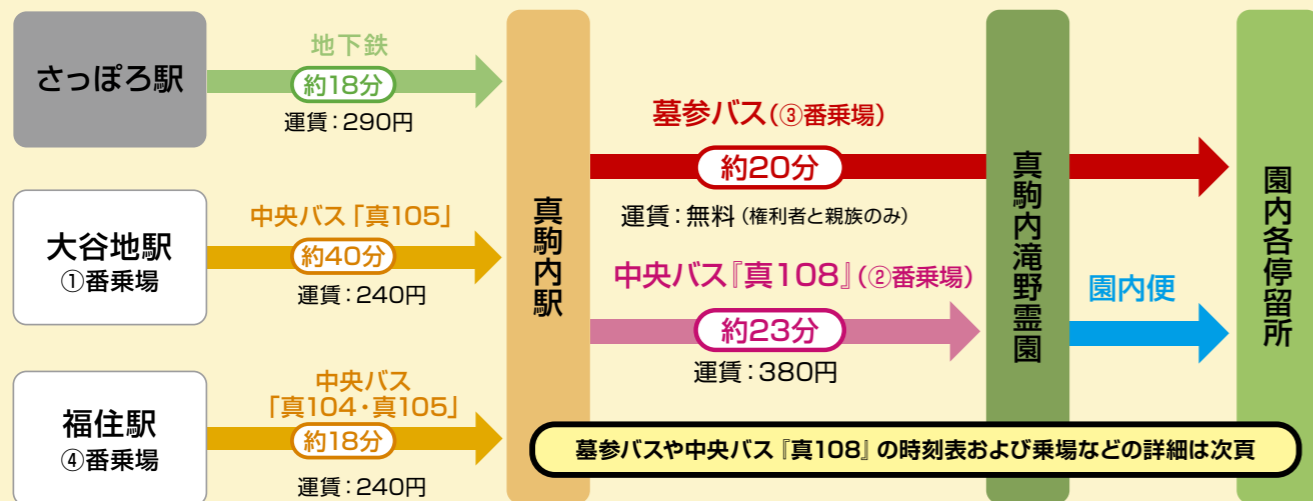 さっぽろ駅
地下鉄
約18分
運賃：290円
大谷地駅
①番乗場
中央バス「真105」
約40分
運賃：240円
福住駅
④番乗場
中央バス
「真104・真105」
約18分
運賃：240円
真駒内駅
墓参バス（③番乗場）
約20分
運賃：無料（権利者と親族のみ）
中央バス『真108』（②番乗場）
約23分
運賃：380円
真駒内滝野霊園
園内便
園内各停留所
墓参バスや中央バス『真108』の時刻表および乗場などの詳細は次頁